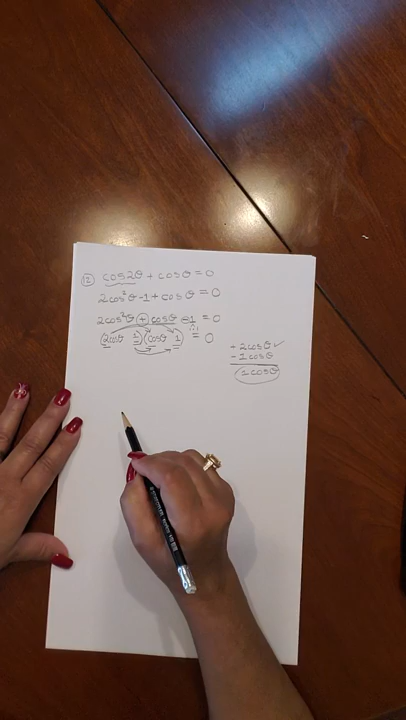 12 cos2θ + cosθ = 0
2cos²θ - 1 + cosθ = 0
2cos²θ + cosθ - 1 = 0
(2cosθ 1)(cosθ 1) = 0
+ 2cosθ ✓
- 1cosθ
1cosθ